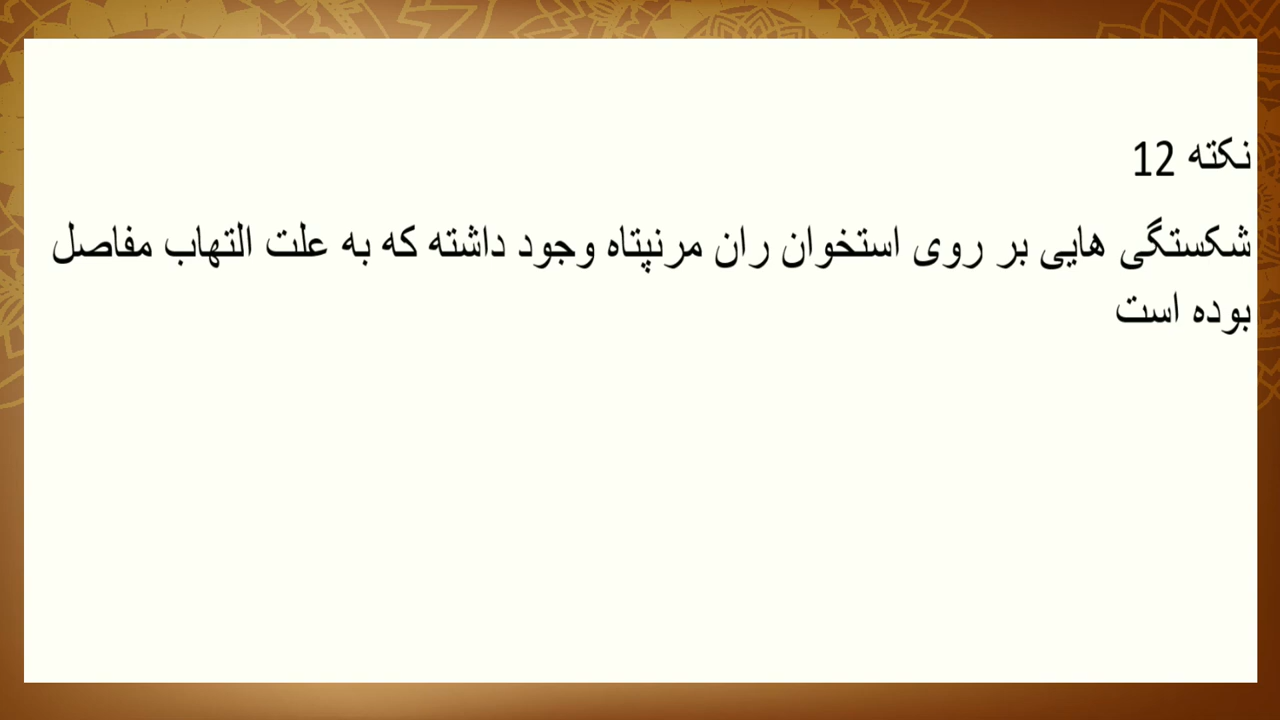 نکته 12
شکستگی هایی بر روی استخوان ران مرنپتاه وجود داشته که به علت التهاب مفاصل
بوده است